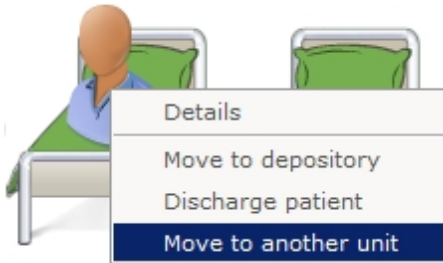 Details
Move to depository
Discharge patient
Move to another unit